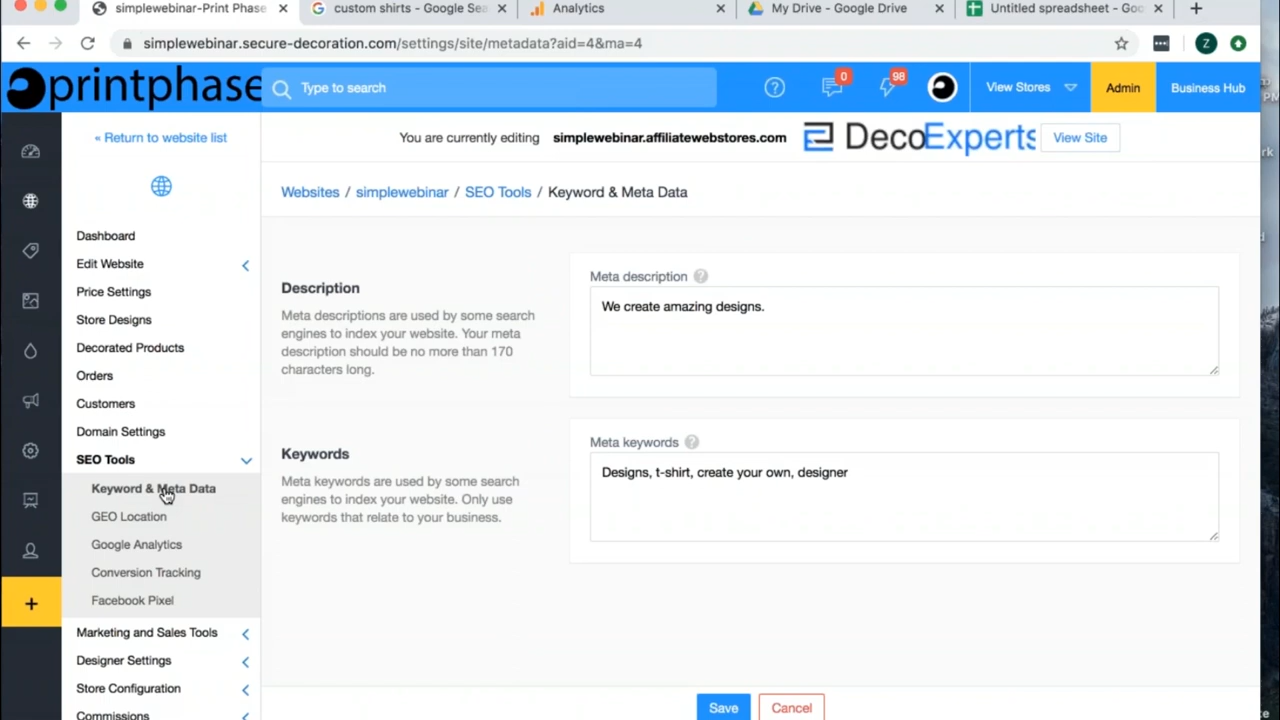 simplewebinar-Print Phase
custom shirts - Google Sea
Analytics
My Drive - Google Drive
Untitled spreadsheet - Goo
simplewebinar.secure-decoration.com/settings/site/metadata?aid=4&ma=4
Z
printphase
Type to search
0
98
View Stores
Admin
Business Hub
« Return to website list
You are currently editing simplewebinar.affiliatewebstores.com
DecoExperts
View Site
Websites / simplewebinar / SEO Tools / Keyword & Meta Data
Dashboard
Edit Website
Price Settings
Store Designs
Decorated Products
Orders
Customers
Domain Settings
SEO Tools
Keyword & Meta Data
GEO Location
Google Analytics
Conversion Tracking
Facebook Pixel
Marketing and Sales Tools
Designer Settings
Store Configuration
Commissions
Description
Meta descriptions are used by some search
engines to index your website. Your meta
description should be no more than 170
characters long.
Meta description
We create amazing designs.
Keywords
Meta keywords are used by some search
engines to index your website. Only use
keywords that relate to your business.
Meta keywords
Designs, t-shirt, create your own, designer
Save
Cancel